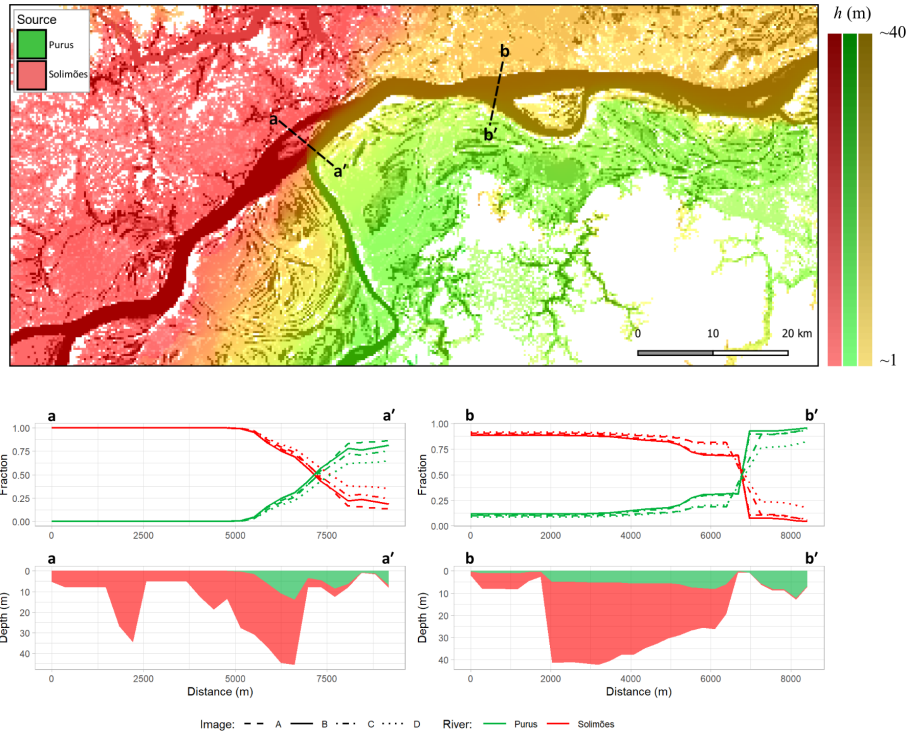 Source
Purus
Solimões
a
a′
b
b′
0 10 20 km
h (m)
~40
~1
a a′
1.00
0.75
0.50
0.25
0.00
Fraction
0 2500 5000 7500
b b′
1.00
0.75
0.50
0.25
0.00
Fraction
0 2000 4000 6000 8000
a a′
0
10
20
30
40
Depth (m)
0 2500 5000 7500
Distance (m)
b b′
0
10
20
30
40
Depth (m)
0 2000 4000 6000 8000
Distance (m)
Image: A B C D River: Purus Solimões